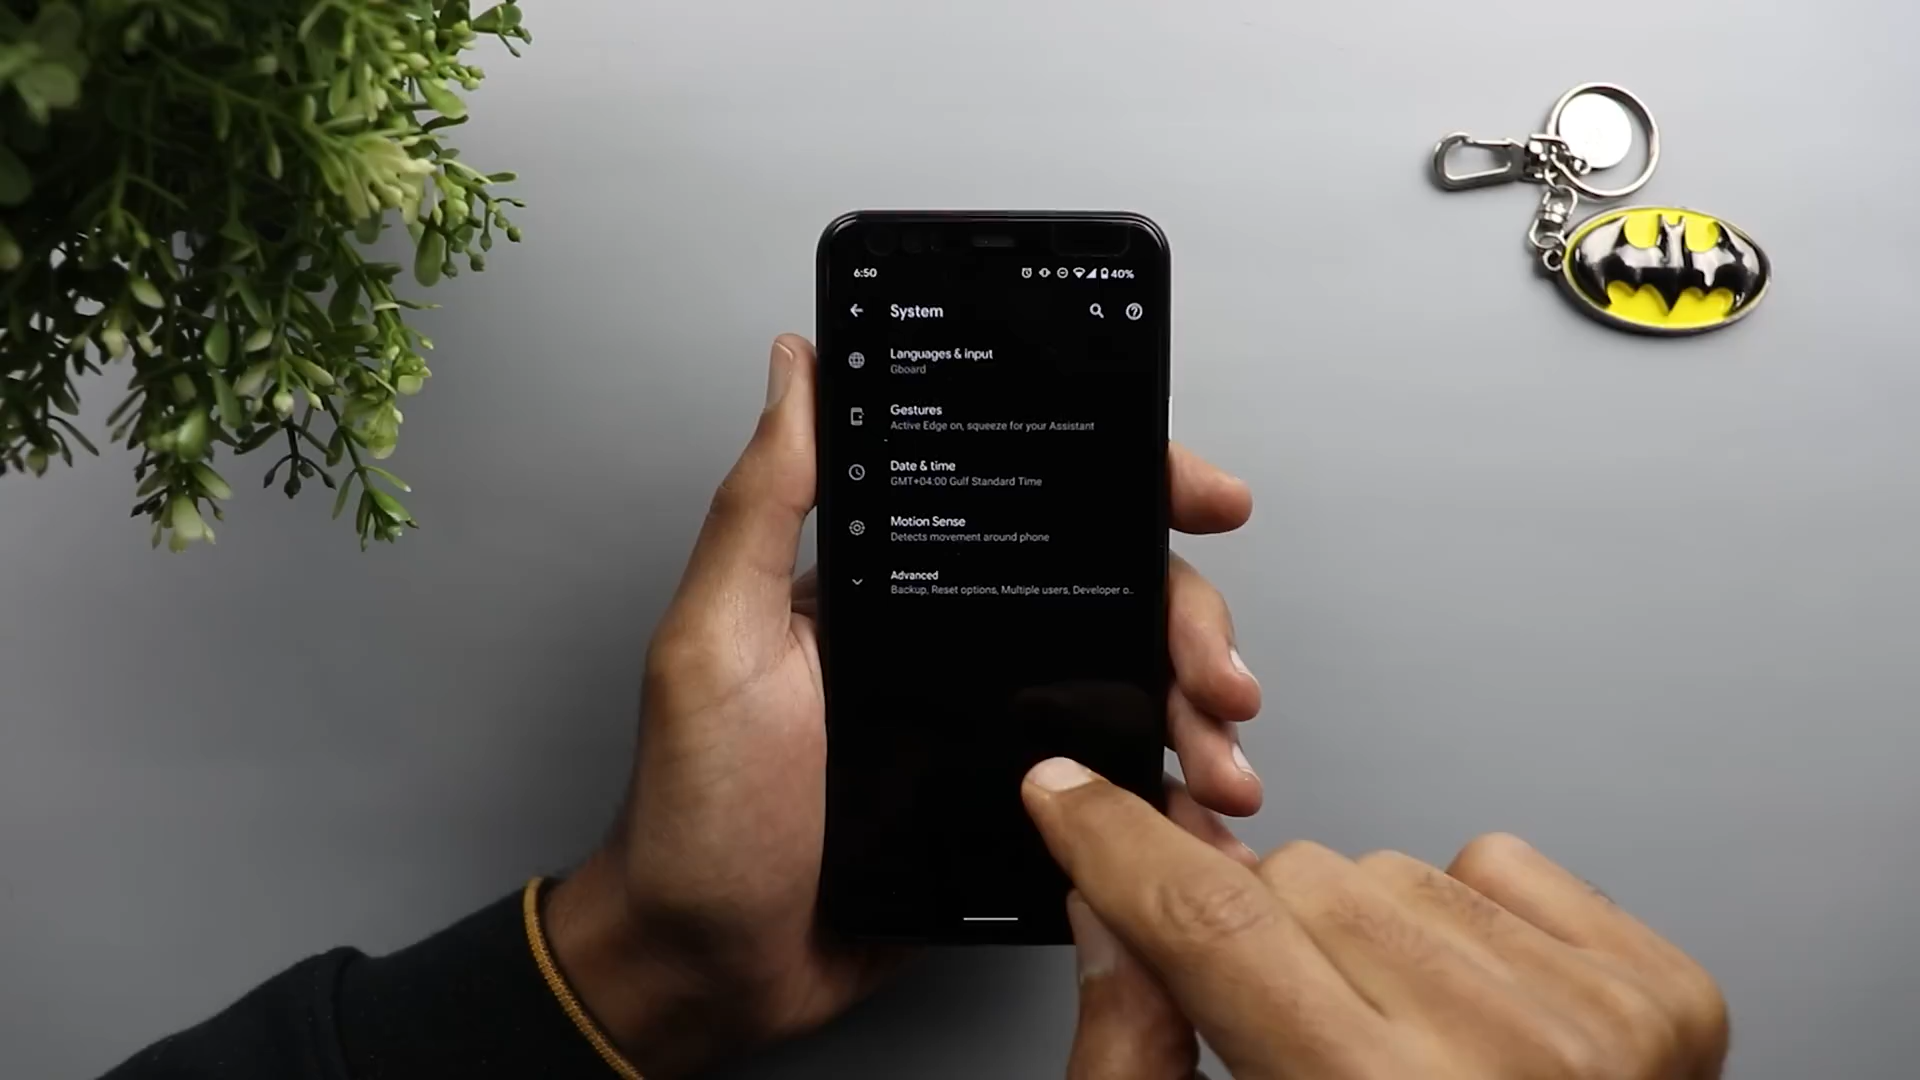 6:50
40%
System
Languages & input
Gboard
Gestures
Active Edge on, squeeze for your Assistant
Date & time
GMT+04:00 Gulf Standard Time
Motion Sense
Detects movement around phone
Advanced
Backup, Reset options, Multiple users, Developer o..